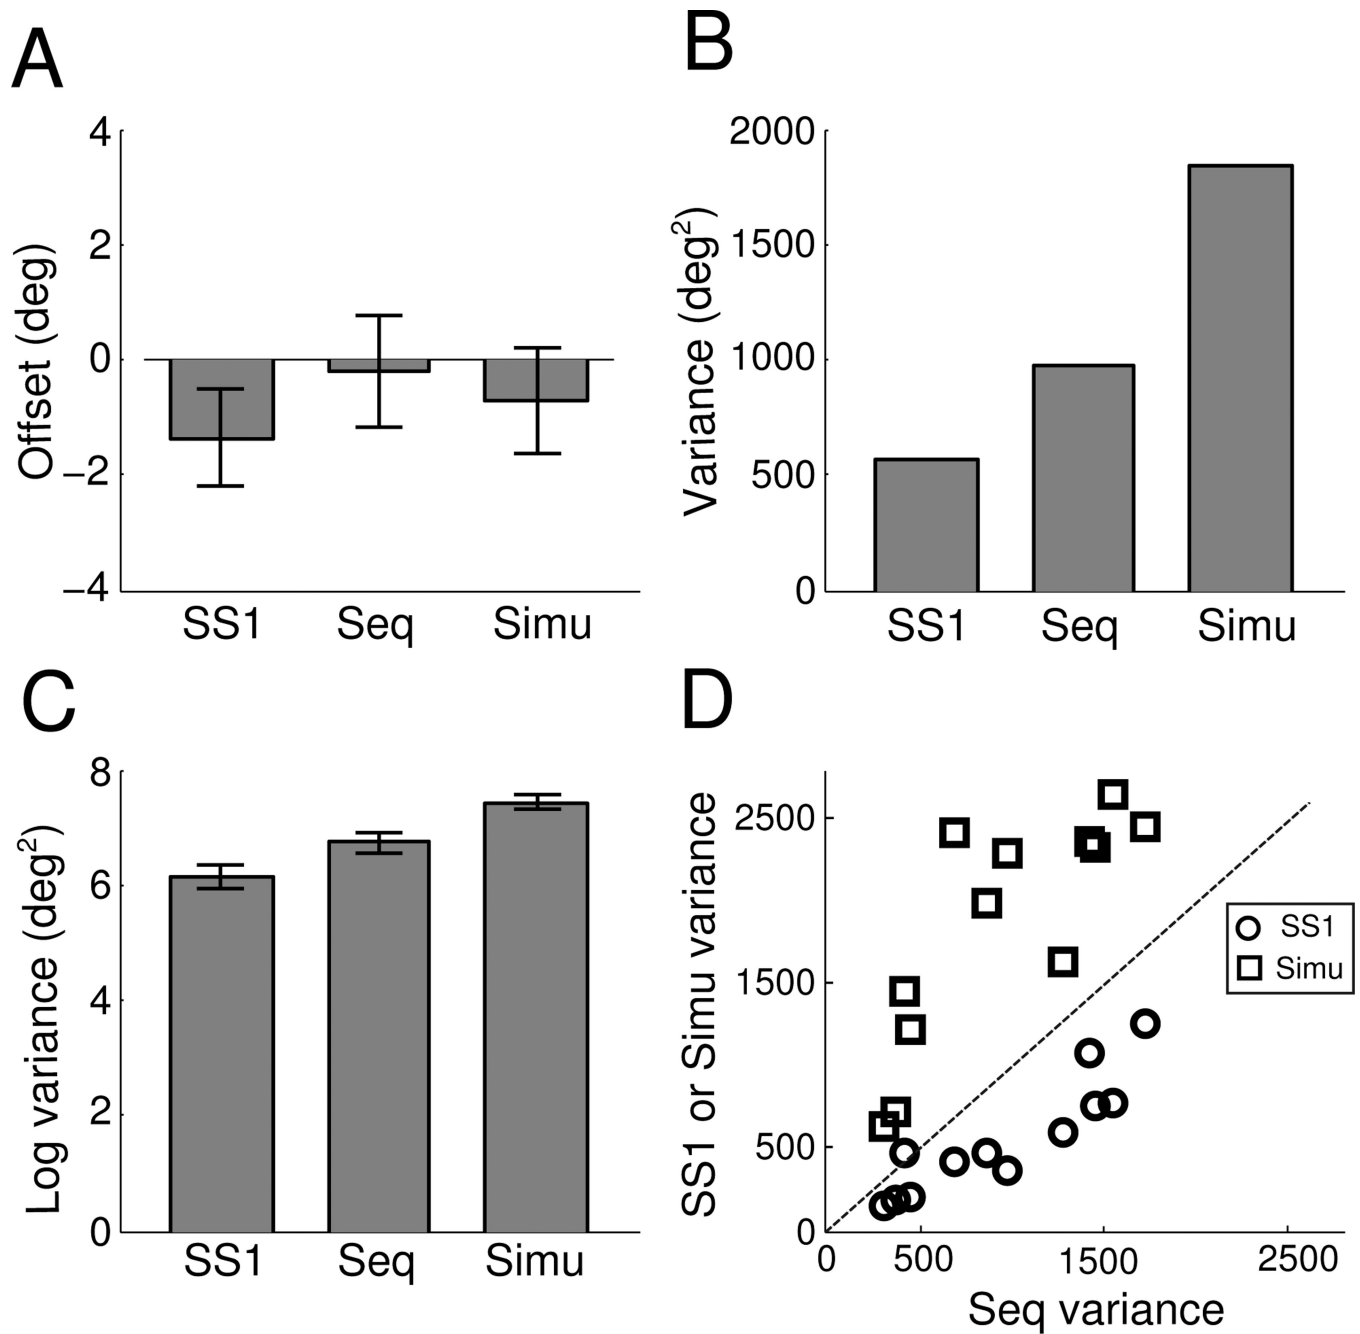 A
4
2
0
−2
−4
Offset (deg)
SS1 Seq Simu
B
2000
1500
1000
500
0
Variance (deg²)
SS1 Seq Simu
C
8
6
4
2
0
Log variance (deg²)
SS1 Seq Simu
D
2500
1500
500
0
SS1 or Simu variance
SS1
Simu
0 500 1500 2500
Seq variance